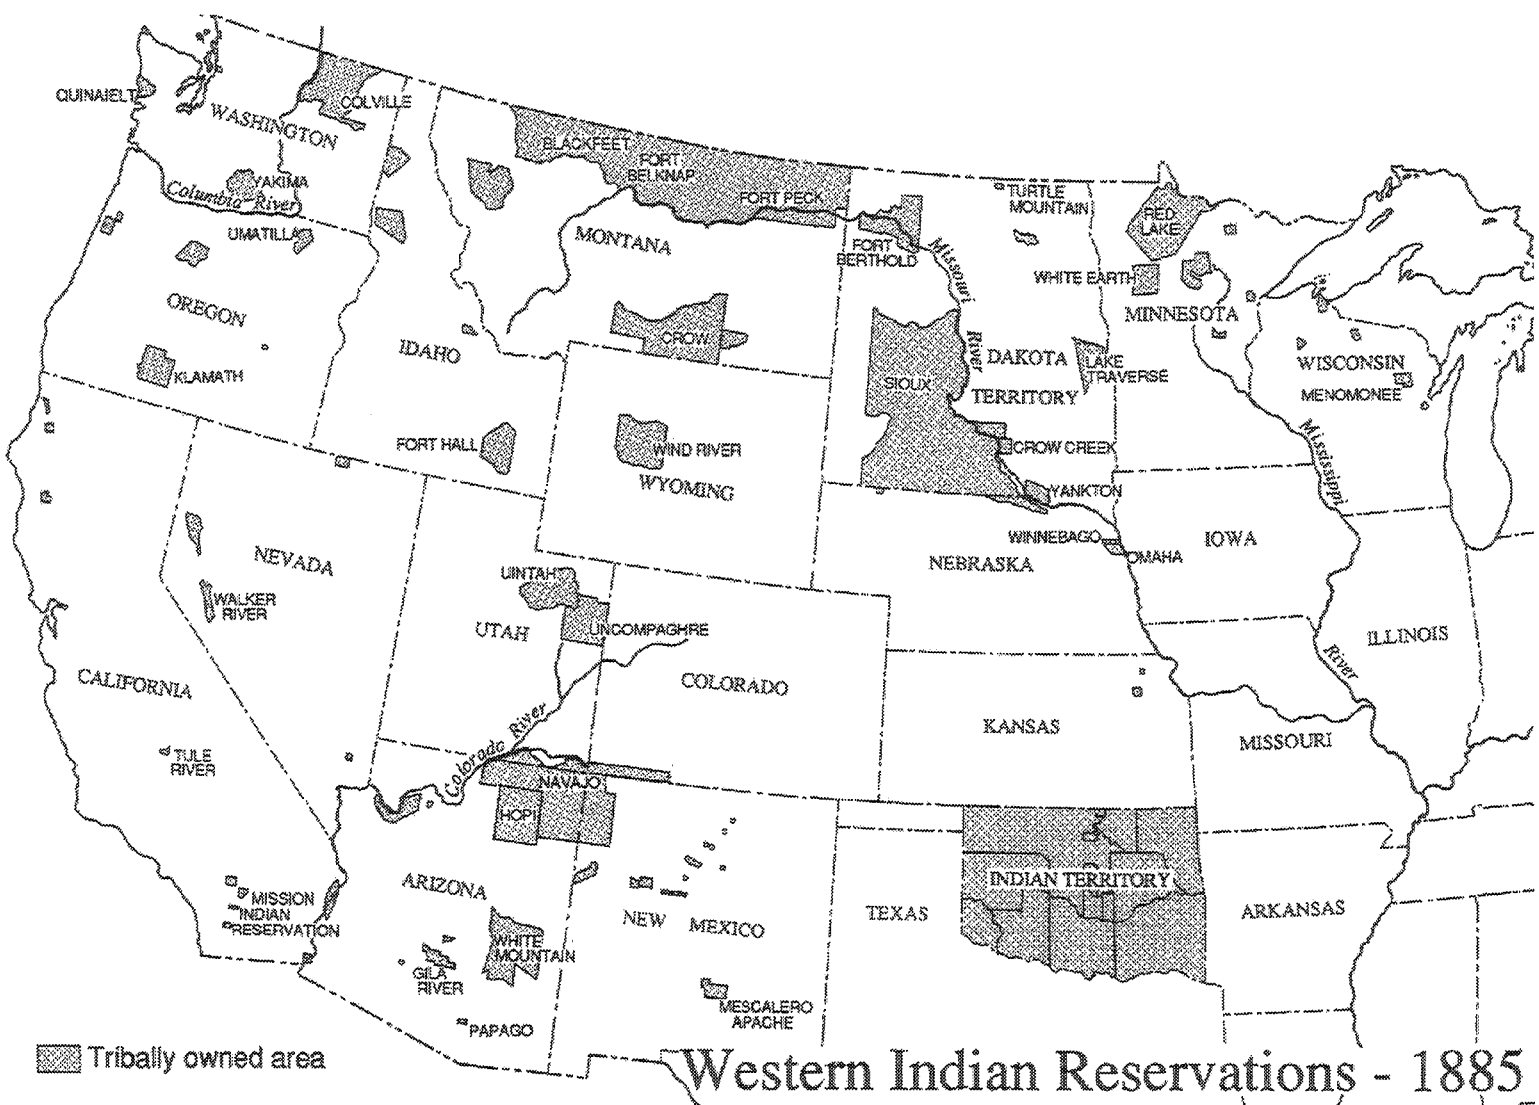 QUINAIELT
COLVILLE
WASHINGTON
YAKIMA
Columbia River
UMATILLA
OREGON
KLAMATH
IDAHO
FORT HALL
BLACKFEET
FORT
BELKNAP
FORT PECK
MONTANA
CROW
WIND RIVER
WYOMING
TURTLE
MOUNTAIN
FORT
BERTHOLD
Missouri
River
DAKOTA
TERRITORY
SIOUX
LAKE
TRAVERSE
CROW CREEK
YANKTON
RED
LAKE
WHITE EARTH
MINNESOTA
WISCONSIN
MENOMONEE
Mississippi
River
WINNEBAGO
OMAHA
NEBRASKA
IOWA
ILLINOIS
NEVADA
WALKER
RIVER
UINTAH
UNCOMPAGHRE
UTAH
COLORADO
KANSAS
MISSOURI
CALIFORNIA
TULE
RIVER
Colorado River
NAVAJO
HOPI
MISSION
INDIAN
RESERVATION
ARIZONA
WHITE
MOUNTAIN
GILA
RIVER
PAPAGO
NEW MEXICO
MESCALERO
APACHE
TEXAS
INDIAN TERRITORY
ARKANSAS
Tribally owned area
Western Indian Reservations - 1885